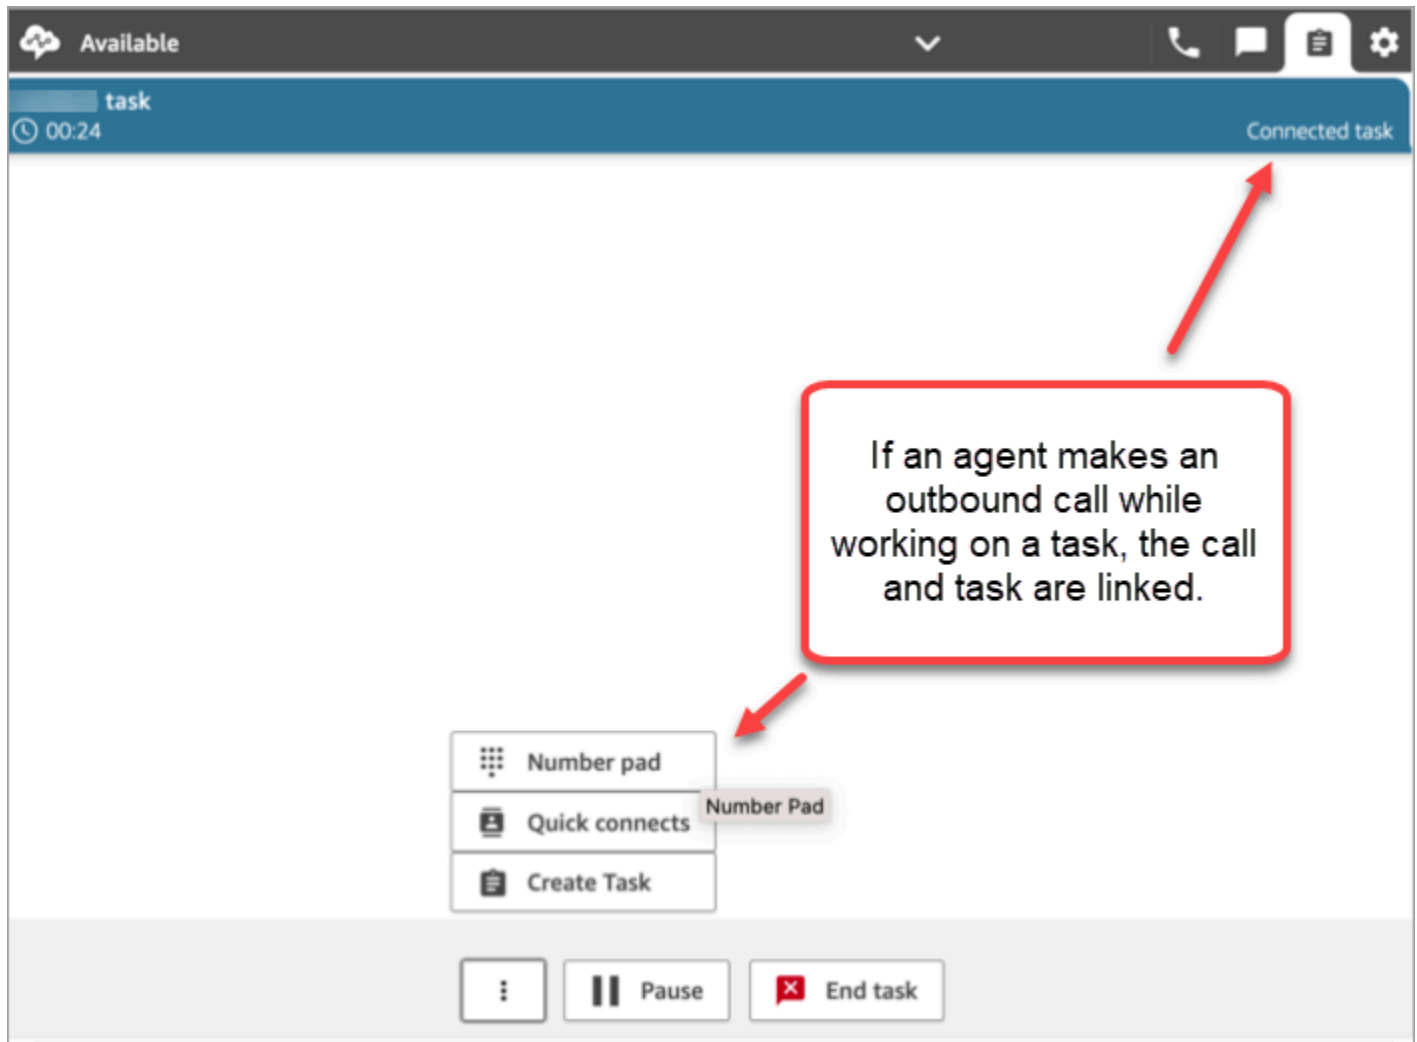 Available
task
00:24
Connected task
If an agent makes an
outbound call while
working on a task, the call
and task are linked.
Number pad
Number Pad
Quick connects
Create Task
Pause
End task